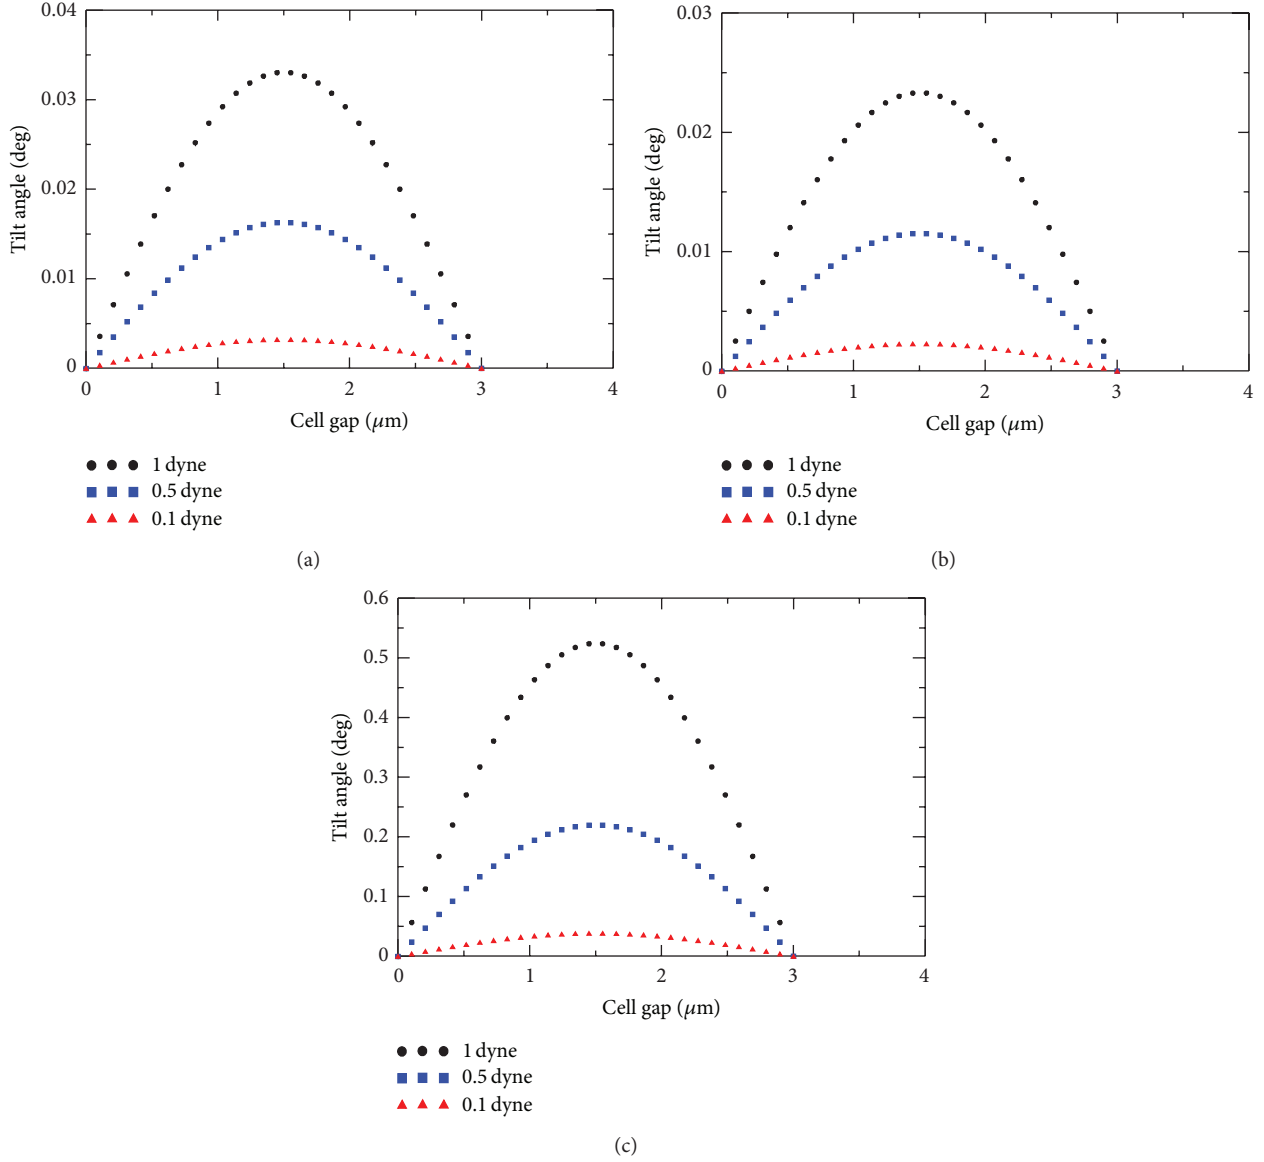 0.04
0.03
0.02
0.01
0
Tilt angle (deg)
0 1 2 3 4
Cell gap (μm)
1 dyne
0.5 dyne
0.1 dyne
(a)
0.03
0.02
0.01
0
Tilt angle (deg)
0 1 2 3 4
Cell gap (μm)
1 dyne
0.5 dyne
0.1 dyne
(b)
0.6
0.5
0.4
0.3
0.2
0.1
0
Tilt angle (deg)
0 1 2 3 4
Cell gap (μm)
1 dyne
0.5 dyne
0.1 dyne
(c)